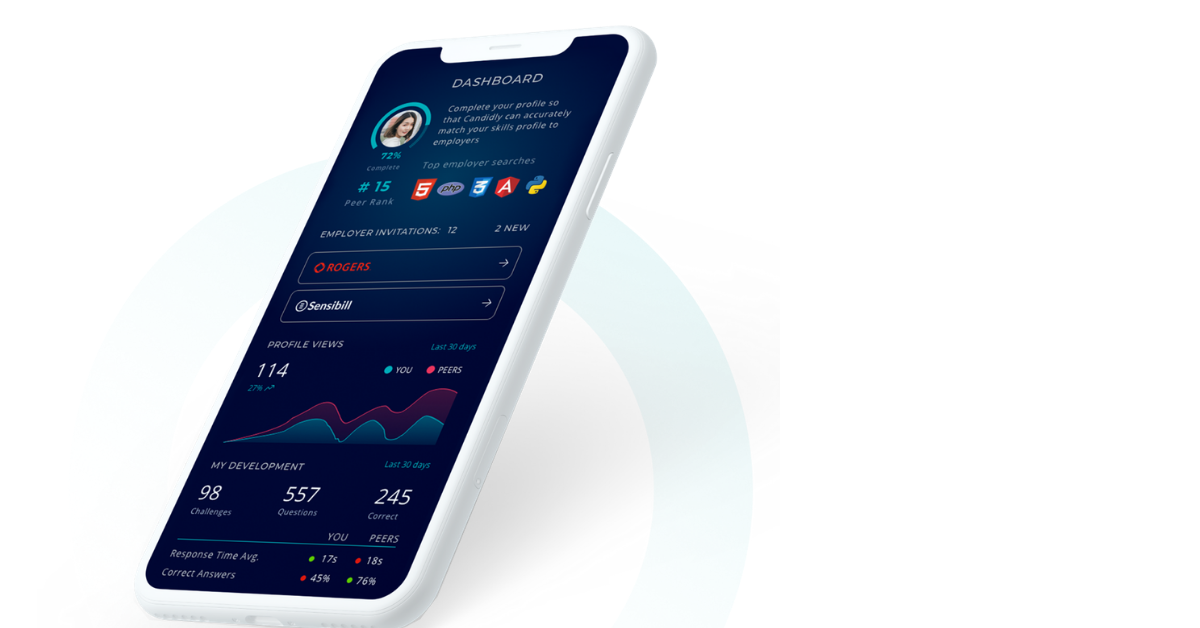 DASHBOARD
Complete your profile so
that Candidly can accurately
match your skills profile to
employers
72%
Complete
Top employer searches
# 15
Peer Rank
5 php 3 A
EMPLOYER INVITATIONS: 12 2 NEW
ROGERS
Sensibill
PROFILE VIEWS Last 30 days
114 YOU PEERS
27%
MY DEVELOPMENT Last 30 days
98 557 245
Challenges Questions Correct
YOU PEERS
Response Time Avg. 17s 18s
Correct Answers 45% 76%